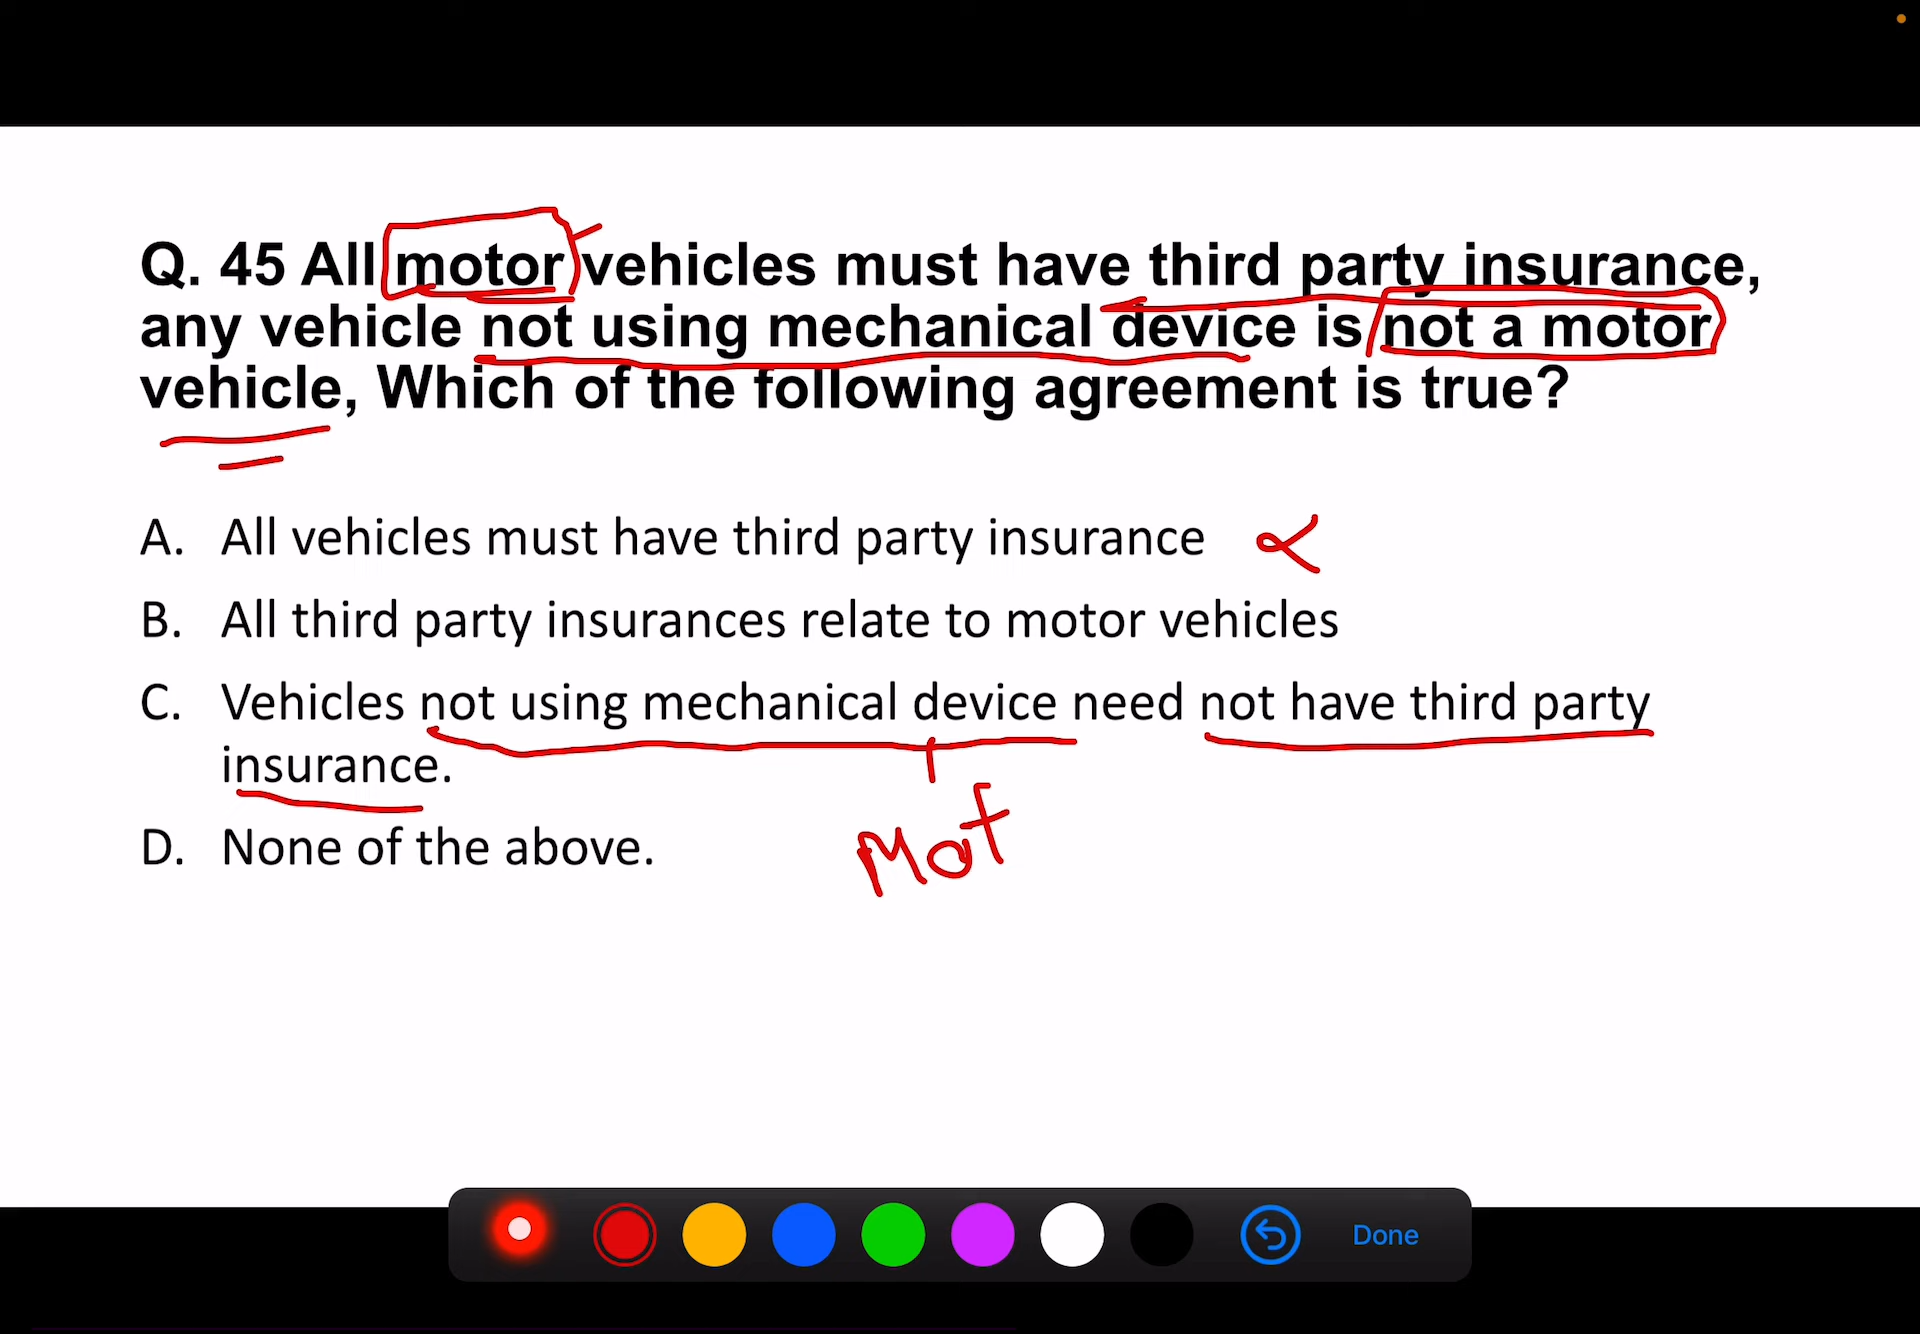 Q. 45 All motor vehicles must have third party insurance,
any vehicle not using mechanical device is not a motor
vehicle, Which of the following agreement is true?
A. All vehicles must have third party insurance
B. All third party insurances relate to motor vehicles
C. Vehicles not using mechanical device need not have third party
insurance.
D. None of the above.
Mot
Done